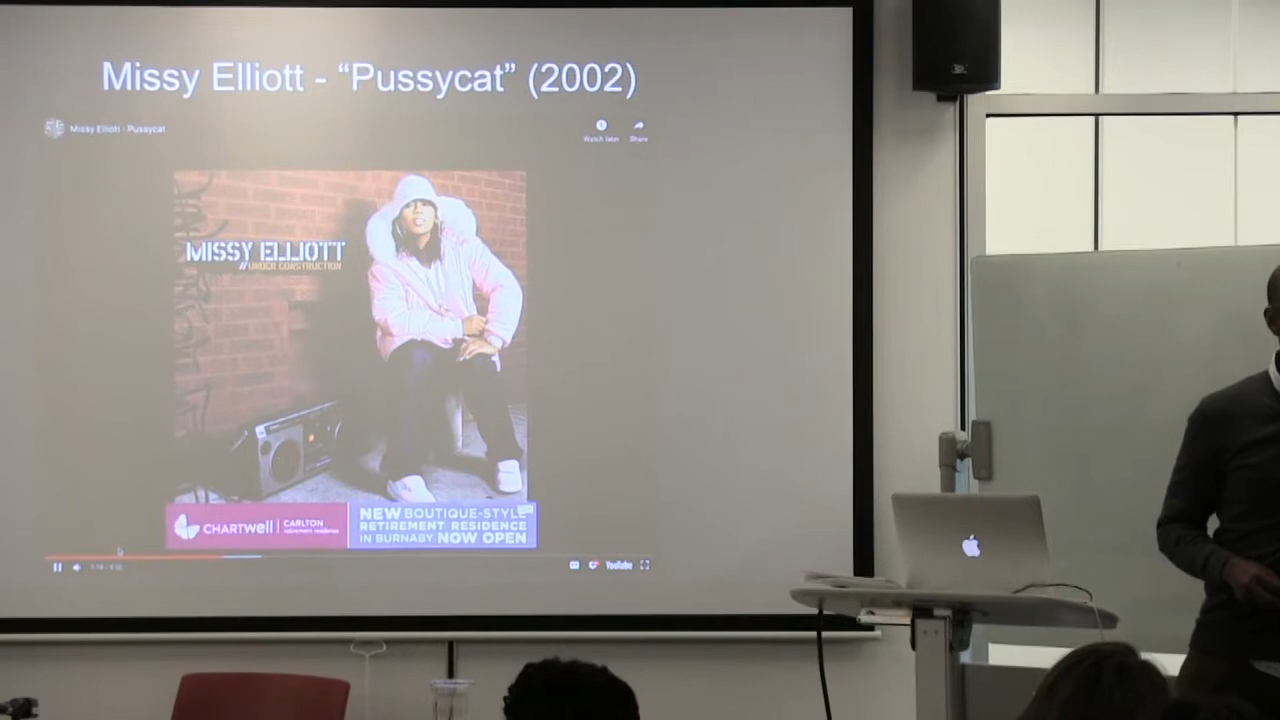 Missy Elliott - “Pussycat” (2002)
Missy Elliott - Pussycat
Watch later
Share
MISSY ELLIOTT
// UNDER CONSTRUCTION
CHARTWELL | CARLTON
retirement residence
NEW BOUTIQUE-STYLE
RETIREMENT RESIDENCE
IN BURNABY NOW OPEN
YouTube